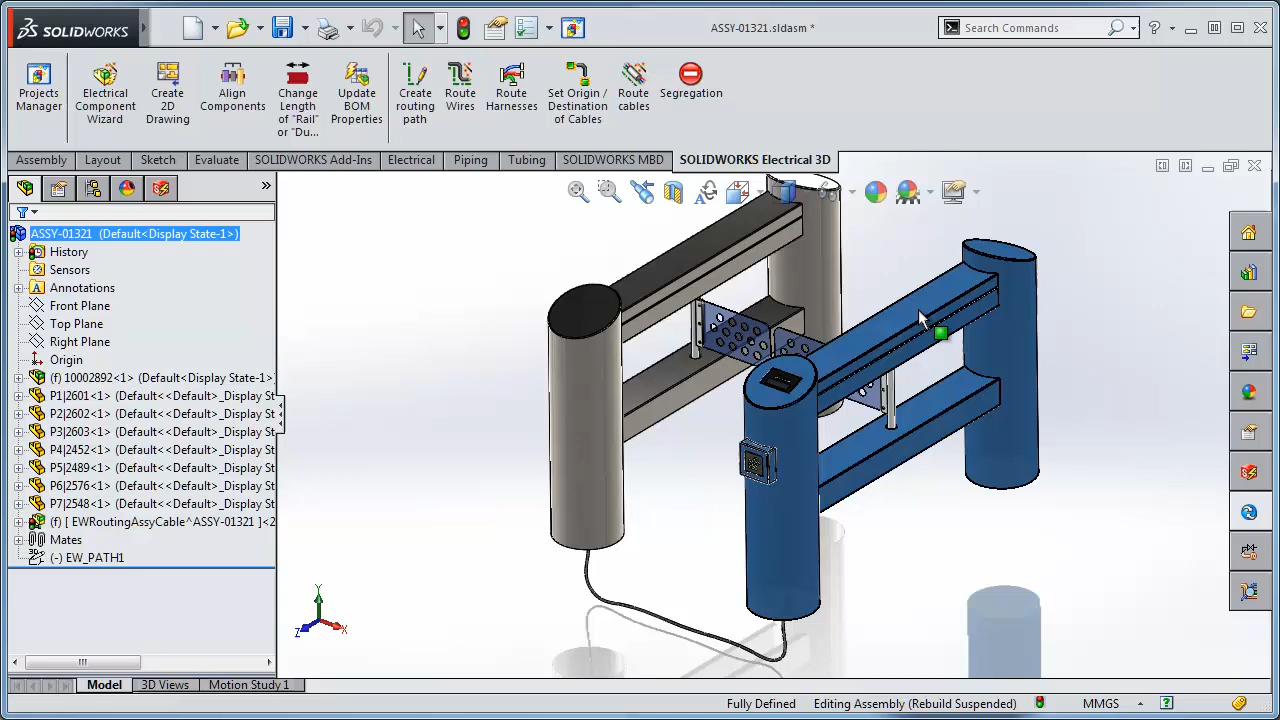 SOLIDWORKS
ASSY-01321.sldasm *
Search Commands
Projects Manager
Electrical Component Wizard
Create 2D Drawing
Align Components
Change Length of "Rail" or "Du...
Update BOM Properties
Create routing path
Route Wires
Route Harnesses
Set Origin / Destination of Cables
Route cables
Segregation
Assembly Layout Sketch Evaluate SOLIDWORKS Add-Ins Electrical Piping Tubing SOLIDWORKS MBD SOLIDWORKS Electrical 3D
ASSY-01321 (Default<Display State-1>)
History
Sensors
Annotations
Front Plane
Top Plane
Right Plane
Origin
(f) 10002892<1> (Default<Display State-1>
P1|2601<1> (Default<<Default>_Display St
P2|2602<1> (Default<<Default>_Display St
P3|2603<1> (Default<<Default>_Display St
P4|2452<1> (Default<<Default>_Display St
P5|2489<1> (Default<<Default>_Display St
P6|2576<1> (Default<<Default>_Display St
P7|2548<1> (Default<<Default>_Display St
(f) [ EWRoutingAssyCable^ASSY-01321 ]<2
Mates
(-) EW_PATH1
Y
Z X
Model 3D Views Motion Study 1
Fully Defined Editing Assembly (Rebuild Suspended) MMGS